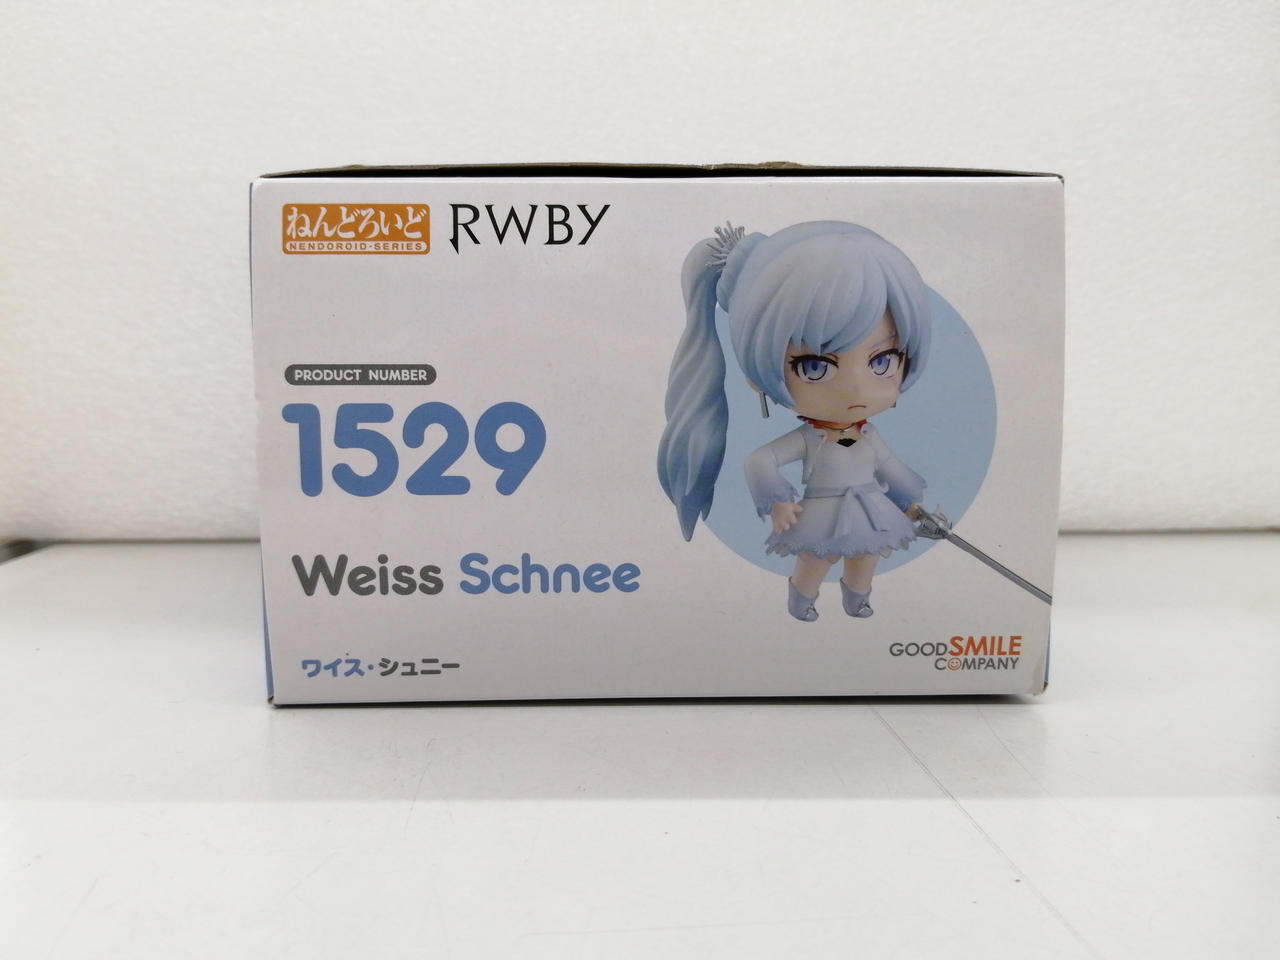 ねんどろいど
NENDOROID-SERIES
RWBY
PRODUCT NUMBER
1529
Weiss Schnee
ワイス・シュニー
GOOD SMILE
COMPANY